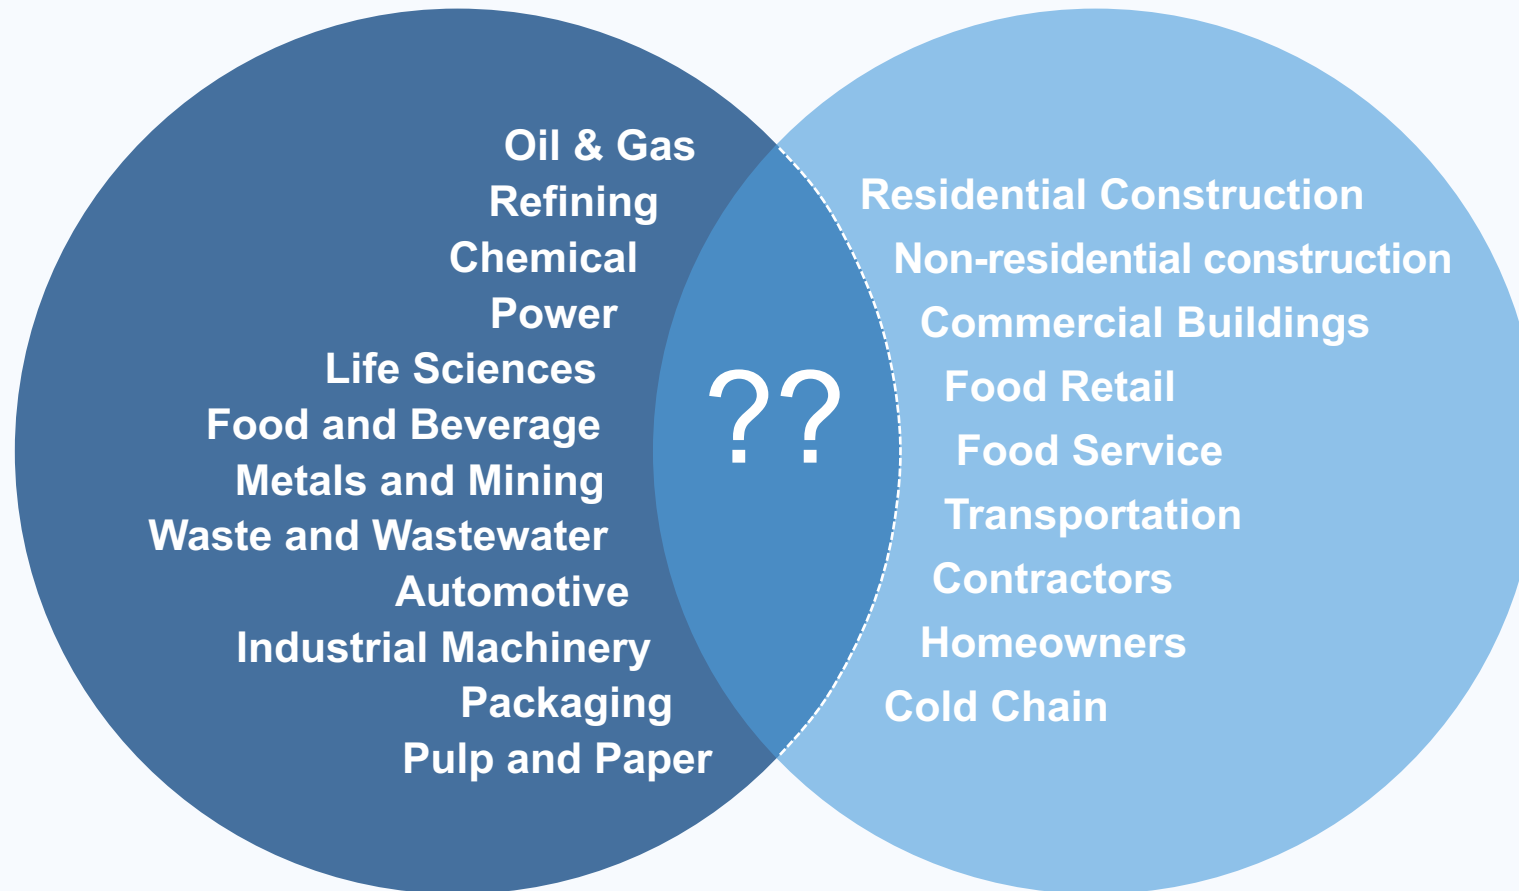 Oil & Gas
Refining
Chemical
Power
Life Sciences
Food and Beverage
Metals and Mining
Waste and Wastewater
Automotive
Industrial Machinery
Packaging
Pulp and Paper
??
Residential Construction
Non-residential construction
Commercial Buildings
Food Retail
Food Service
Transportation
Contractors
Homeowners
Cold Chain